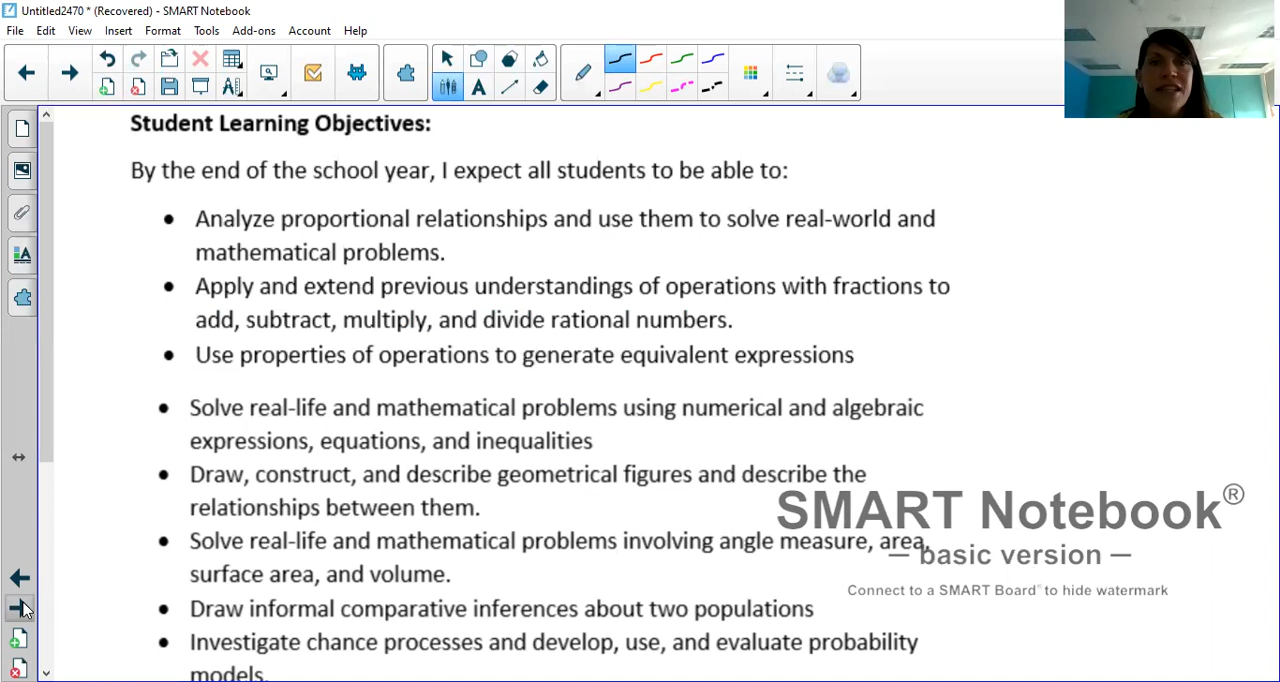 Untitled2470 * (Recovered) - SMART Notebook
File Edit View Insert Format Tools Add-ons Account Help
Student Learning Objectives:
By the end of the school year, I expect all students to be able to:
• Analyze proportional relationships and use them to solve real-world and
mathematical problems.
• Apply and extend previous understandings of operations with fractions to
add, subtract, multiply, and divide rational numbers.
• Use properties of operations to generate equivalent expressions
• Solve real-life and mathematical problems using numerical and algebraic
expressions, equations, and inequalities
• Draw, construct, and describe geometrical figures and describe the
relationships between them.
• Solve real-life and mathematical problems involving angle measure, area,
surface area, and volume.
• Draw informal comparative inferences about two populations
• Investigate chance processes and develop, use, and evaluate probability
models.
SMART Notebook®
— basic version —
Connect to a SMART Board® to hide watermark